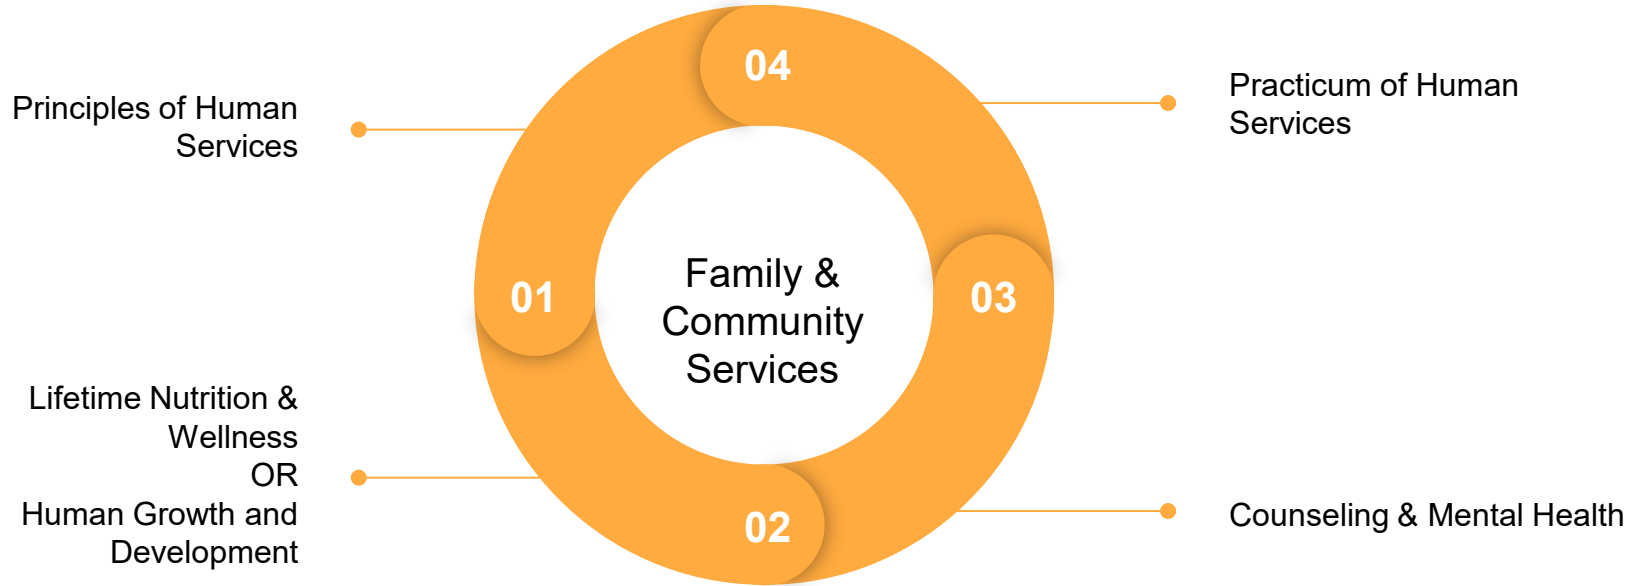 Principles of Human
Services
01
Lifetime Nutrition &
Wellness
OR
Human Growth and
Development
02
Family &
Community
Services
04
Practicum of Human
Services
03
Counseling & Mental Health